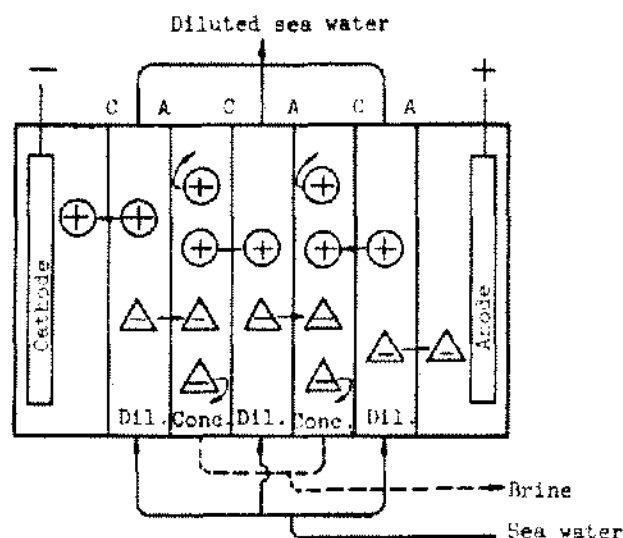 Diluted sea water
− +
C A C A C A
Cathode
Anode
Dil. Conc. Dil. Conc. Dil.
Brine
Sea water